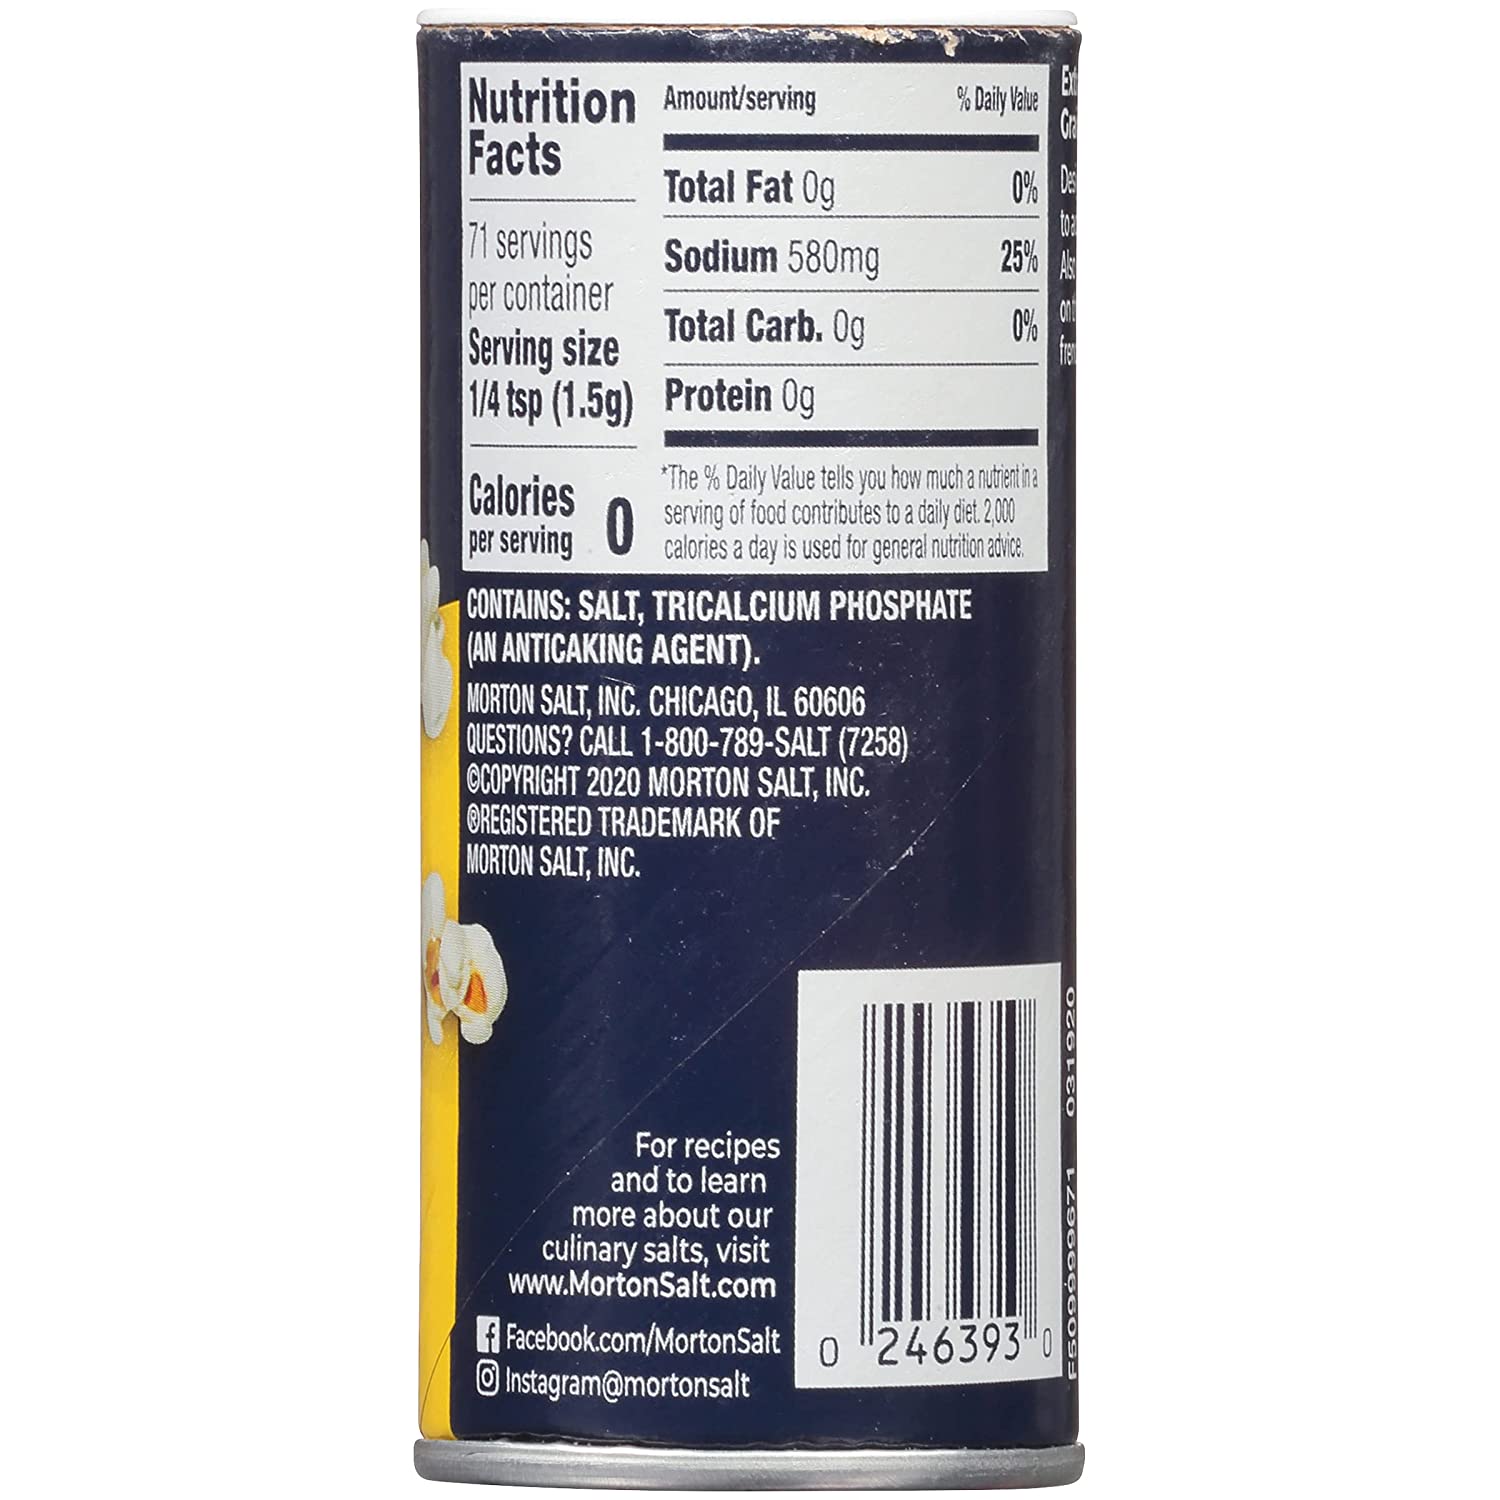 Nutrition
Facts
71 servings
per container
Serving size
1/4 tsp (1.5g)
Calories
per serving 0
Amount/serving % Daily Value
Total Fat 0g 0%
Sodium 580mg 25%
Total Carb. 0g 0%
Protein 0g
*The % Daily Value tells you how much a nutrient in a
serving of food contributes to a daily diet. 2,000
calories a day is used for general nutrition advice.
CONTAINS: SALT, TRICALCIUM PHOSPHATE
(AN ANTICAKING AGENT).
MORTON SALT, INC. CHICAGO, IL 60606
QUESTIONS? CALL 1-800-789-SALT (7258)
©COPYRIGHT 2020 MORTON SALT, INC.
®REGISTERED TRADEMARK OF
MORTON SALT, INC.
For recipes
and to learn
more about our
culinary salts, visit
www.MortonSalt.com
Facebook.com/MortonSalt
Instagram@mortonsalt
0 246393 0
F50999671 031920